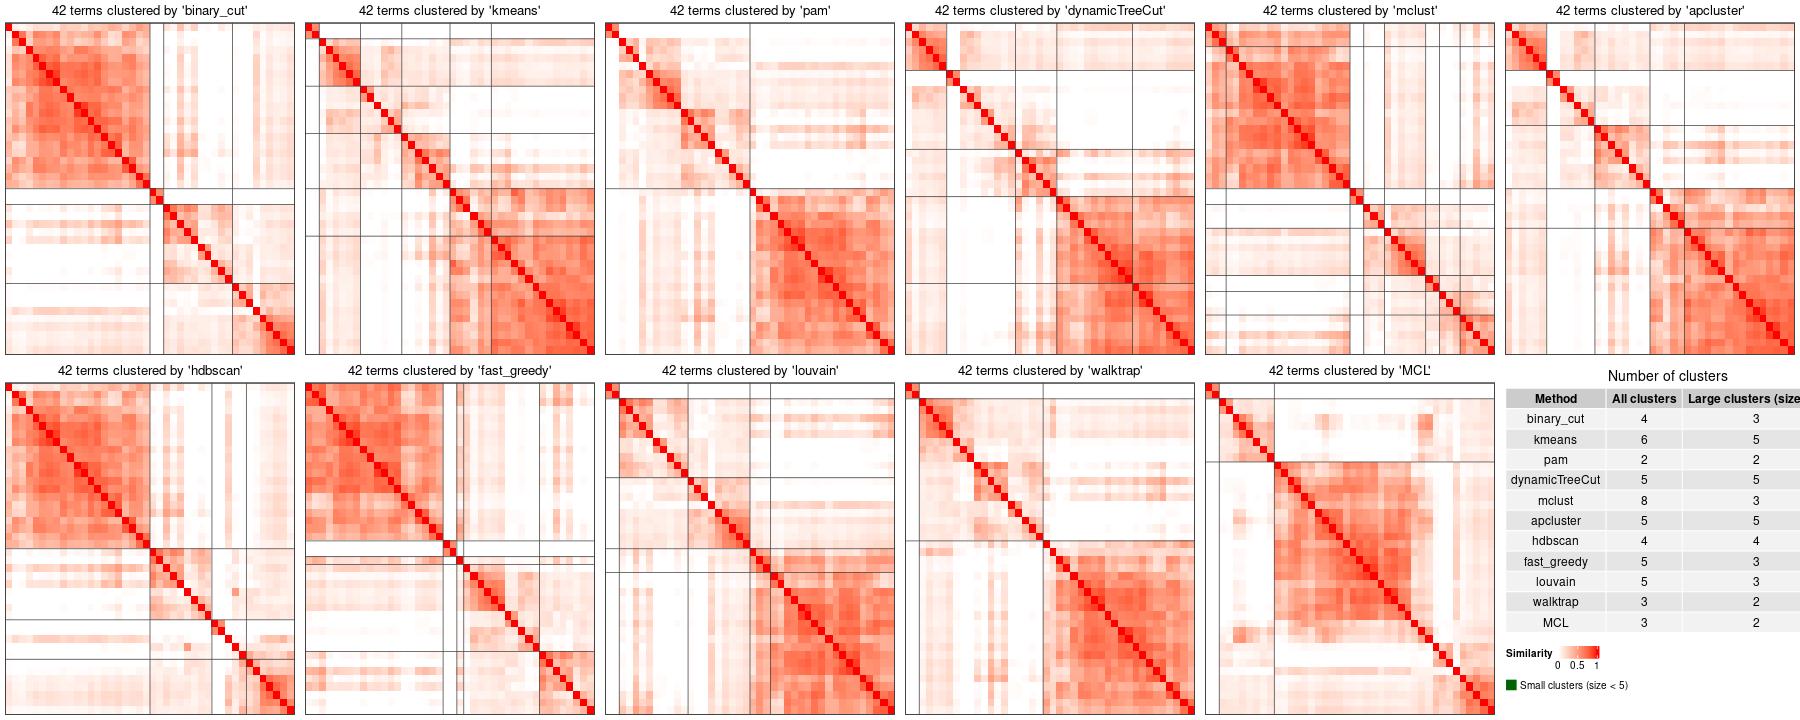 42 terms clustered by 'binary_cut'
42 terms clustered by 'kmeans'
42 terms clustered by 'pam'
42 terms clustered by 'dynamicTreeCut'
42 terms clustered by 'mclust'
42 terms clustered by 'apcluster'
42 terms clustered by 'hdbscan'
42 terms clustered by 'fast_greedy'
42 terms clustered by 'louvain'
42 terms clustered by 'walktrap'
42 terms clustered by 'MCL'
Number of clusters
Method All clusters Large clusters (size
binary_cut 4 3
kmeans 6 5
pam 2 2
dynamicTreeCut 5 5
mclust 8 3
apcluster 5 5
hdbscan 4 4
fast_greedy 5 3
louvain 5 3
walktrap 3 2
MCL 3 2
Similarity
0 0.5 1
Small clusters (size < 5)